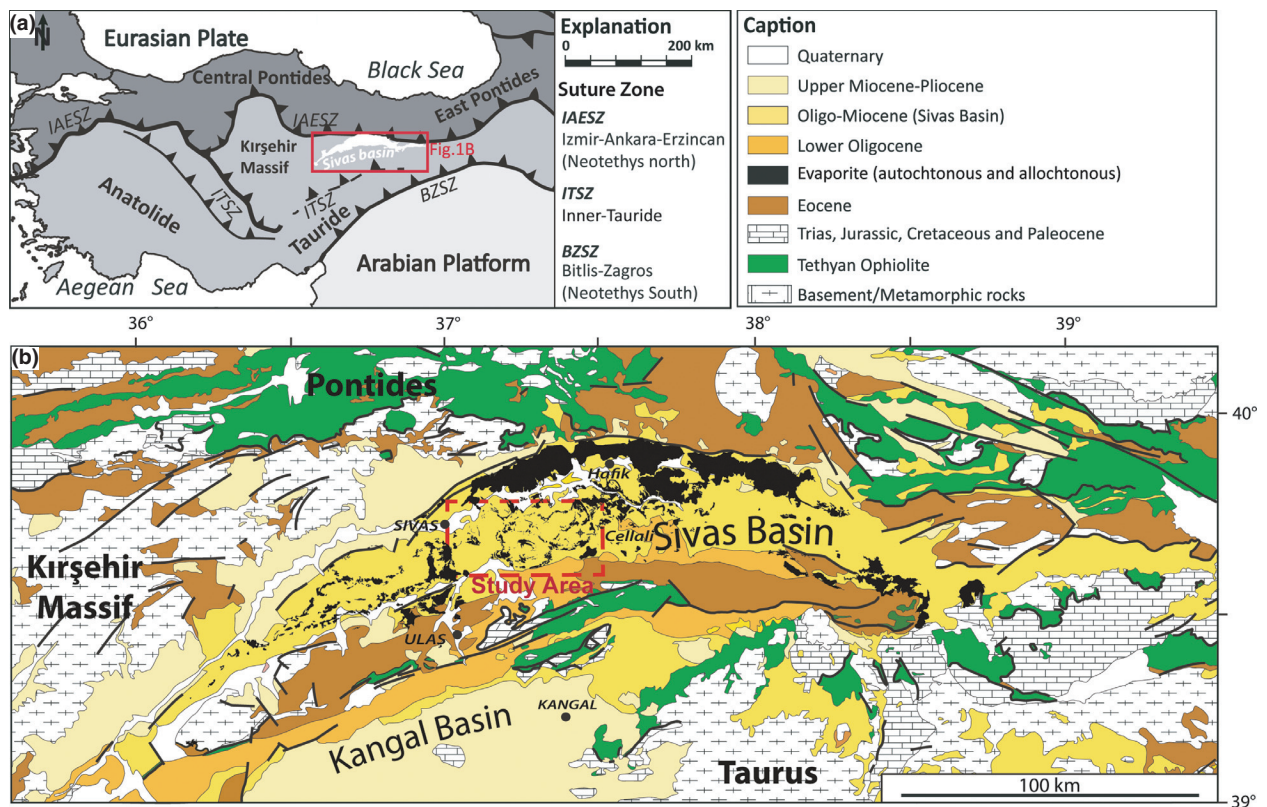 (a)
N
Eurasian Plate
Black Sea
Central Pontides
East Pontides
IAESZ
IAESZ
Kırşehir
Massif
Sivas basin
Fig.1B
ITSZ
ITSZ
BZSZ
Anatolide
Tauride
Arabian Platform
Aegean Sea
Explanation
0 200 km
Suture Zone
IAESZ
Izmir-Ankara-Erzincan
(Neotethys north)
ITSZ
Inner-Tauride
BZSZ
Bitlis-Zagros
(Neotethys South)
Caption
Quaternary
Upper Miocene-Pliocene
Oligo-Miocene (Sivas Basin)
Lower Oligocene
Evaporite (autochtonous and allochtonous)
Eocene
Trias, Jurassic, Cretaceous and Paleocene
Tethyan Ophiolite
Basement/Metamorphic rocks
36° 37° 38° 39°
(b)
Pontides
40°
Hafik
SIVAS
Cellali
Sivas Basin
Kırşehir
Massif
Study Area
ULAS
KANGAL
Kangal Basin
Taurus
100 km
39°